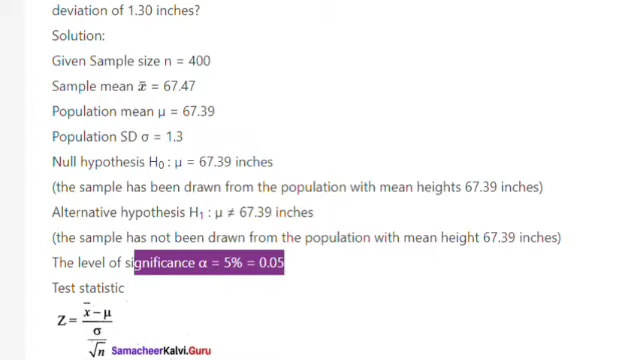 deviation of 1.30 inches?
Solution:
Given Sample size n = 400
Sample mean x̄ = 67.47
Population mean μ = 67.39
Population SD σ = 1.3
Null hypothesis H₀ : μ = 67.39 inches
(the sample has been drawn from the population with mean heights 67.39 inches)
Alternative hypothesis H₁ : μ ≠ 67.39 inches
(the sample has not been drawn from the population with mean height 67.39 inches)
The level of significance α = 5% = 0.05
Test statistic
Z = (x̄ − μ) / (σ / √n)
SamacheerKalvi.Guru